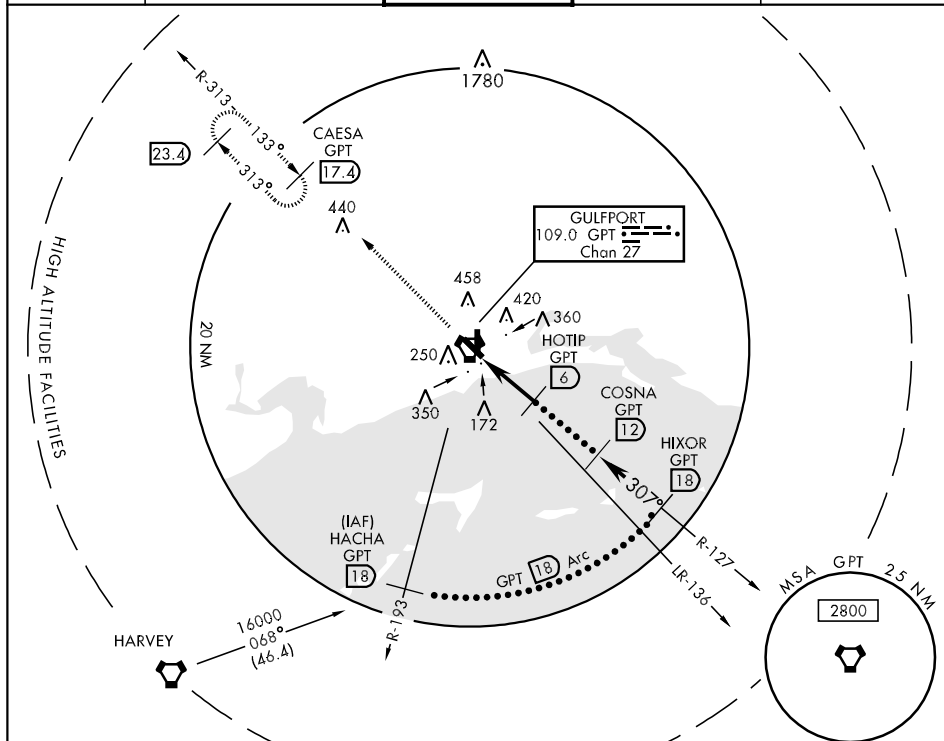 1780
R-313
133°
313°
23.4
CAESA
GPT
17.4
440
GULFPORT
109.0 GPT
Chan 27
458
420
360
250
350
172
HOTIP
GPT
6
COSNA
GPT
12
HIXOR
GPT
18
307°
R-127
LR-136
20 NM
HIGH ALTITUDE FACILITIES
(IAF)
HACHA
GPT
18
GPT 18 Arc
R-193
16000
068°
(46.4)
HARVEY
MSA GPT 25 NM
2800